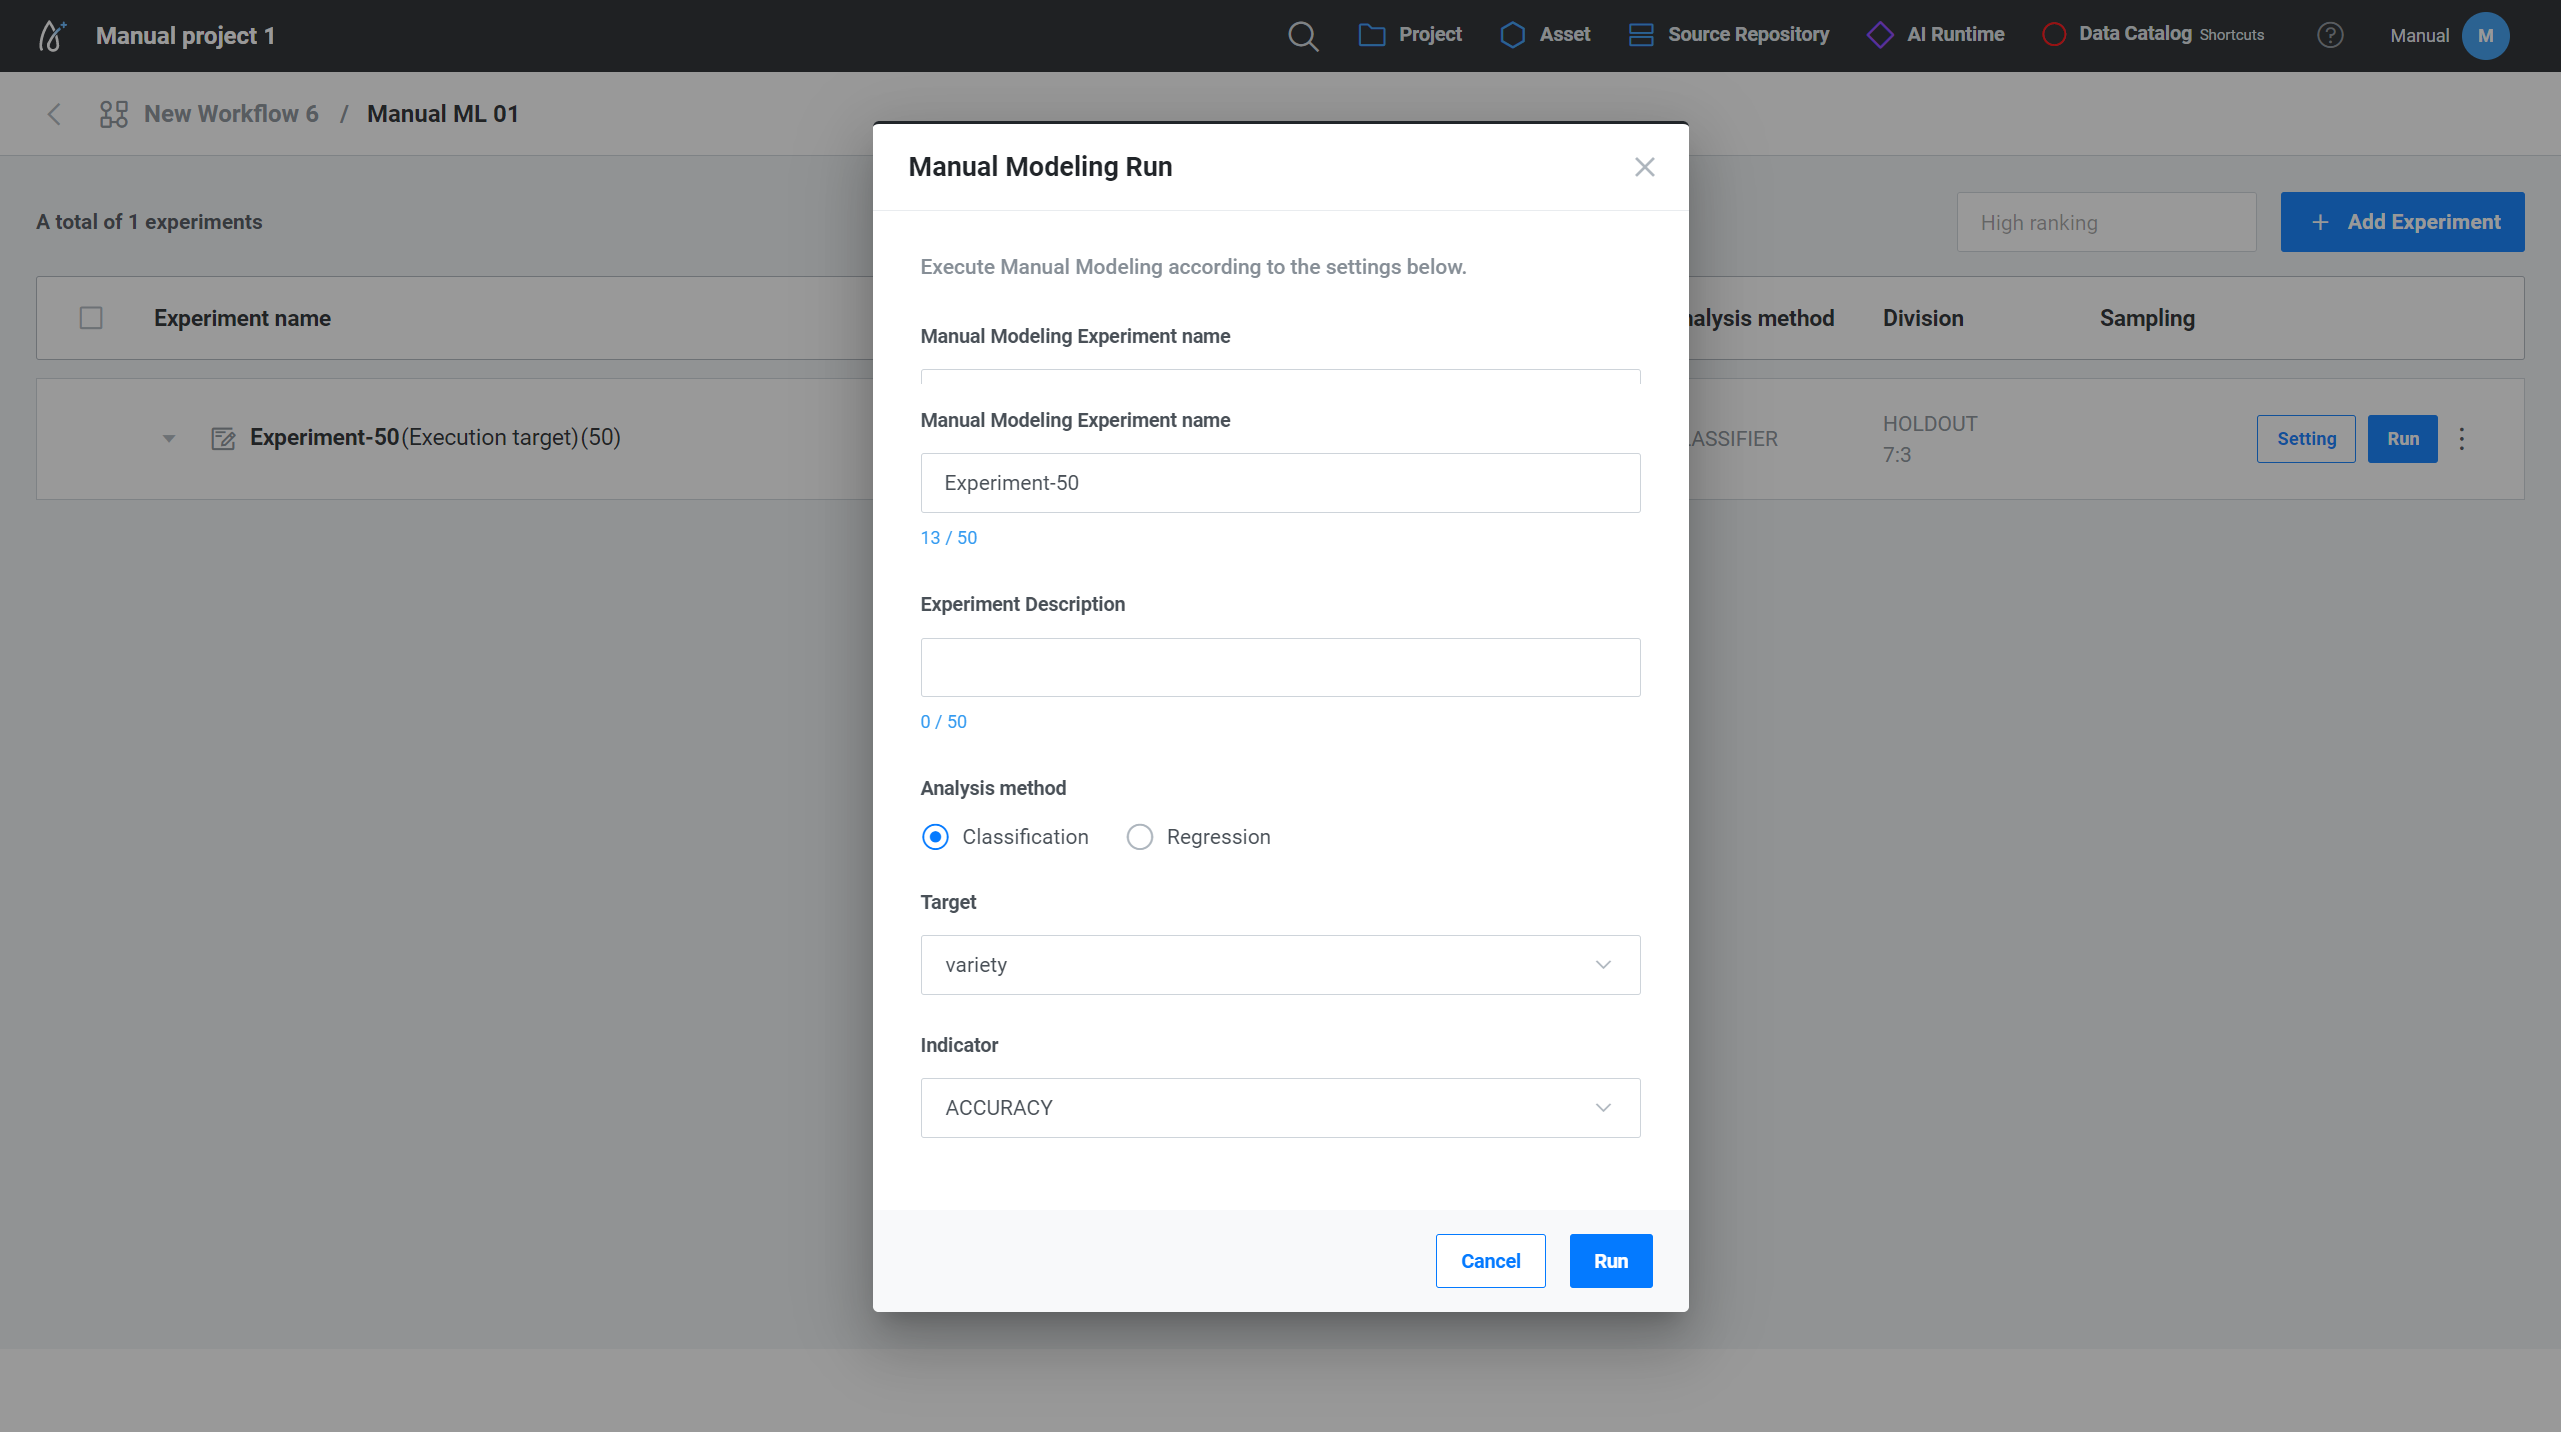 Manual project 1
Project
Asset
Source Repository
AI Runtime
Data Catalog Shortcuts
?
Manual
M
New Workflow 6 / Manual ML 01
A total of 1 experiments
High ranking
+ Add Experiment
Experiment name
nalysis method
Division
Sampling
Experiment-50(Execution target)(50)
ASSIFIER
HOLDOUT
7:3
Setting
Run
Manual Modeling Run
Execute Manual Modeling according to the settings below.
Manual Modeling Experiment name
Manual Modeling Experiment name
Experiment-50
13 / 50
Experiment Description
0 / 50
Analysis method
Classification
Regression
Target
variety
Indicator
ACCURACY
Cancel
Run